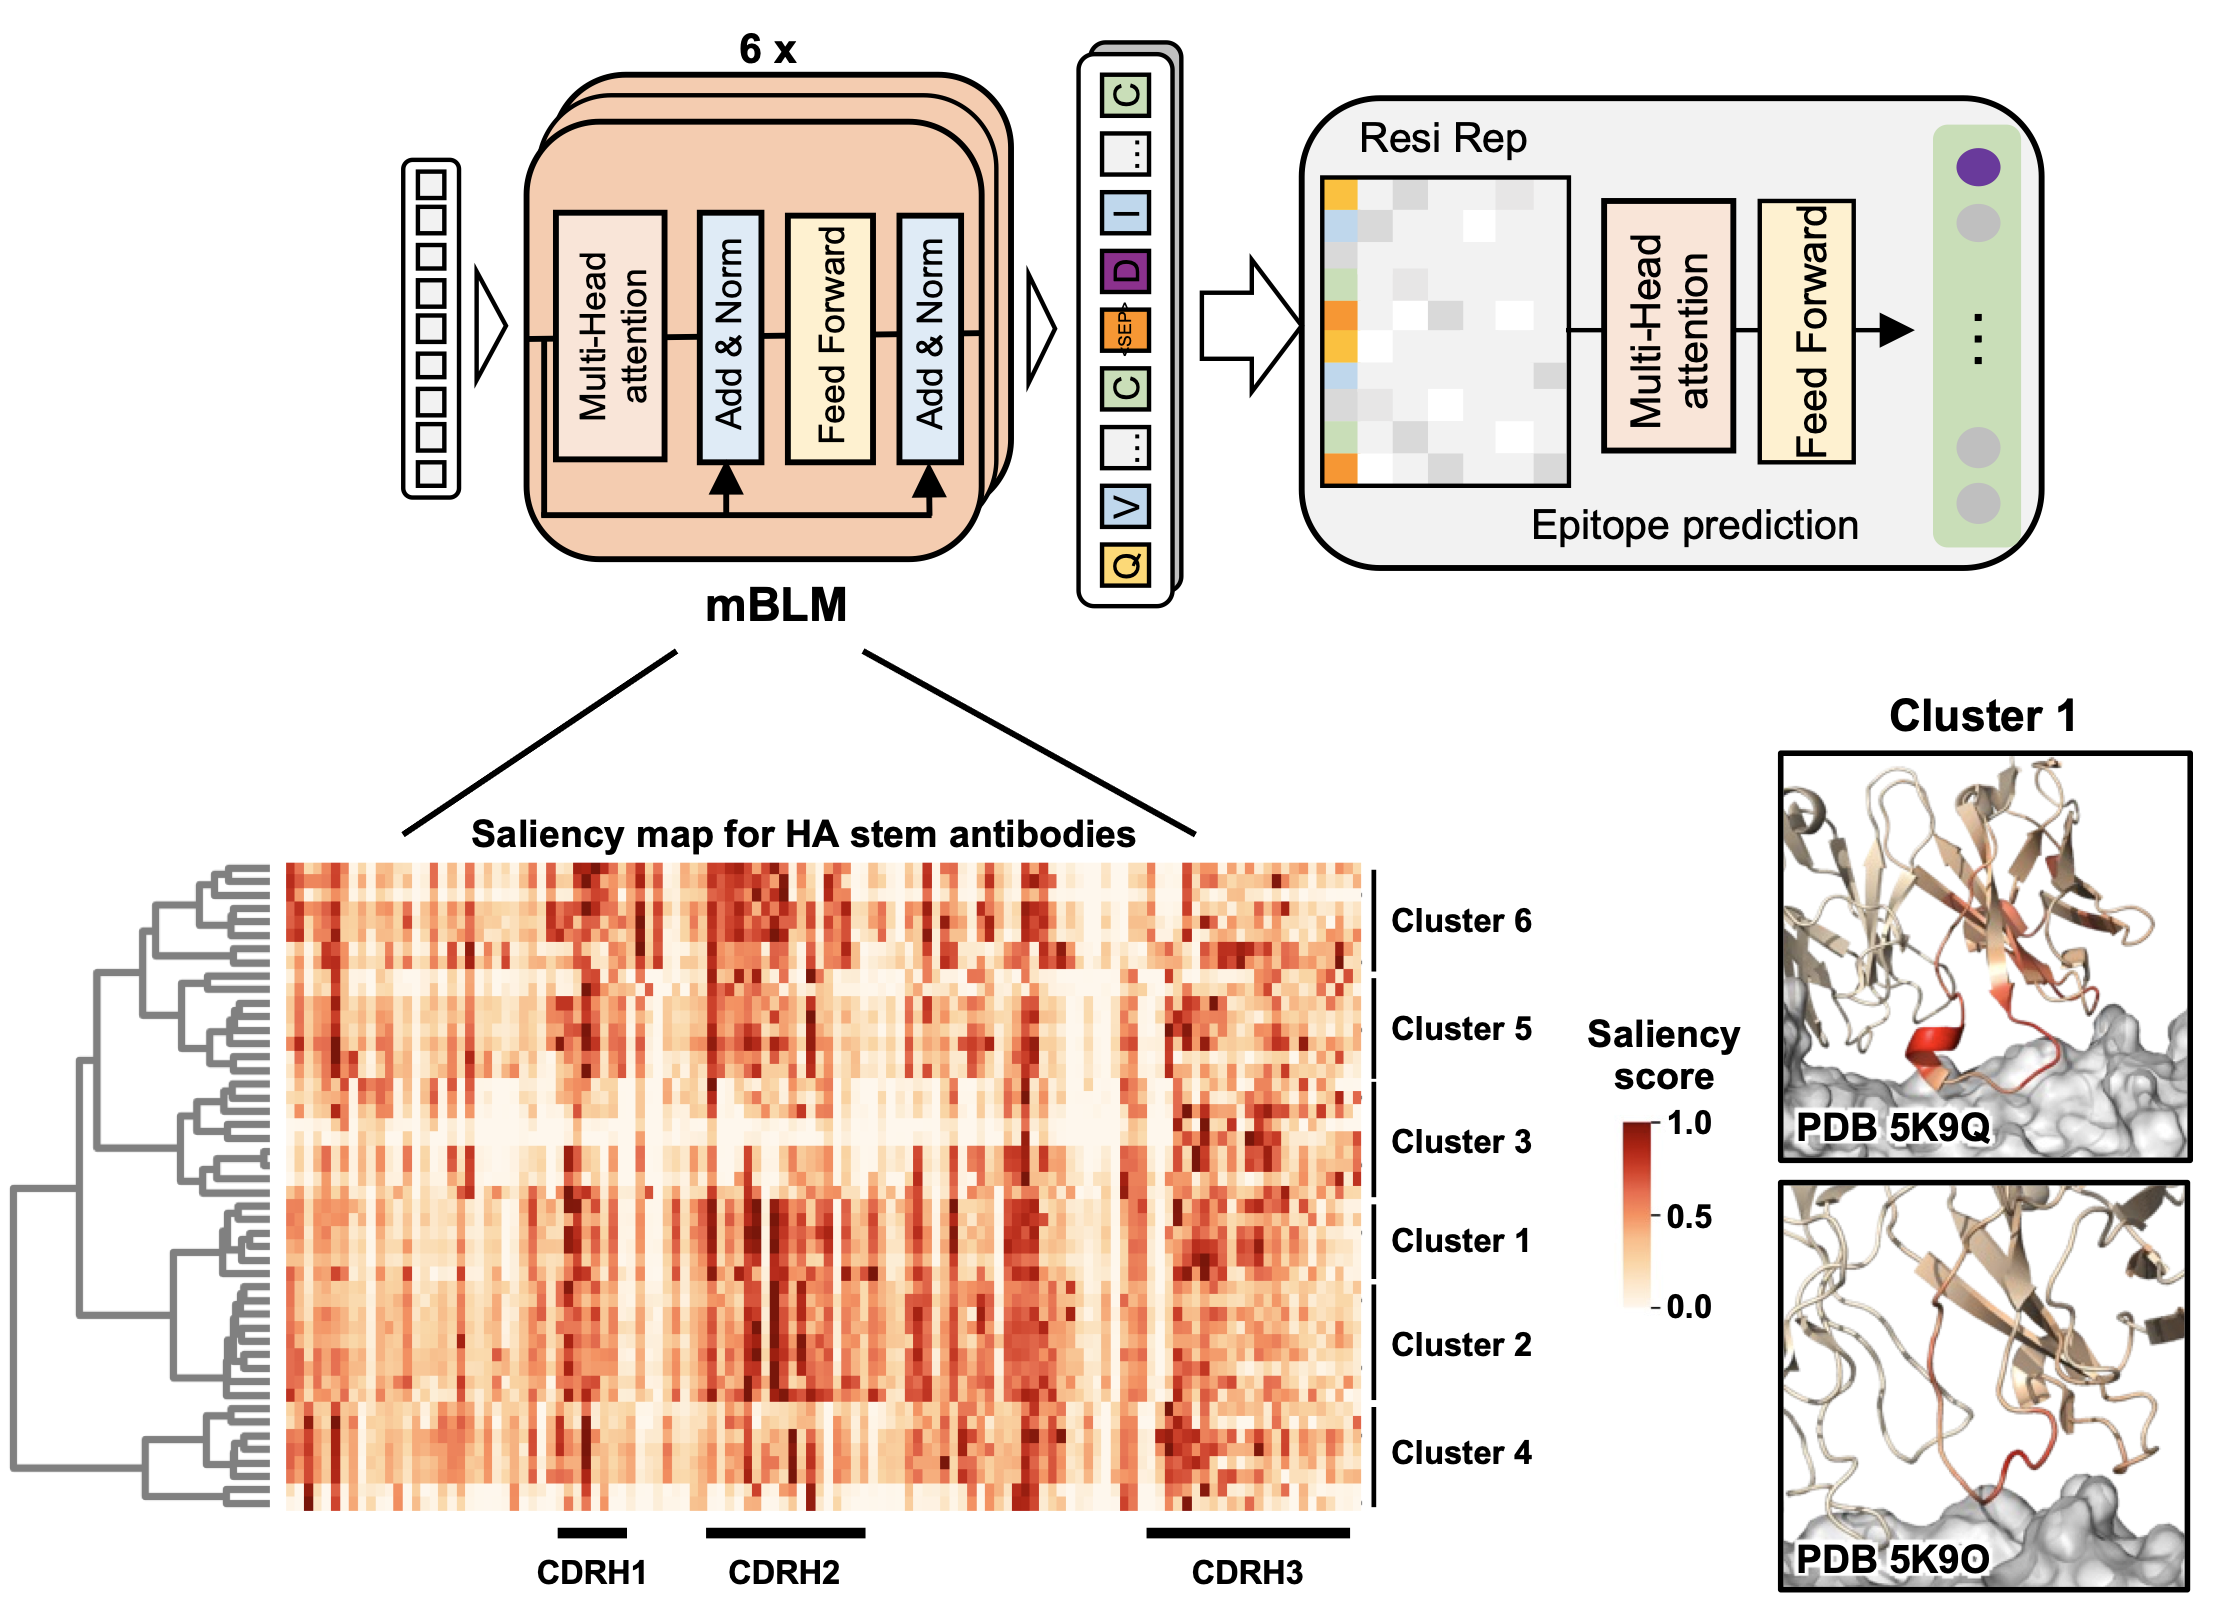 6 x
Multi-Head
attention
Add & Norm
Feed Forward
Add & Norm
mBLM
C
...
I
D
<SEP>
C
...
V
Q
Resi Rep
Multi-Head
attention
Feed Forward
...
Epitope prediction
Saliency map for HA stem antibodies
Cluster 6
Cluster 5
Cluster 3
Cluster 1
Cluster 2
Cluster 4
CDRH1
CDRH2
CDRH3
Saliency
score
1.0
0.5
0.0
Cluster 1
PDB 5K9Q
PDB 5K9O